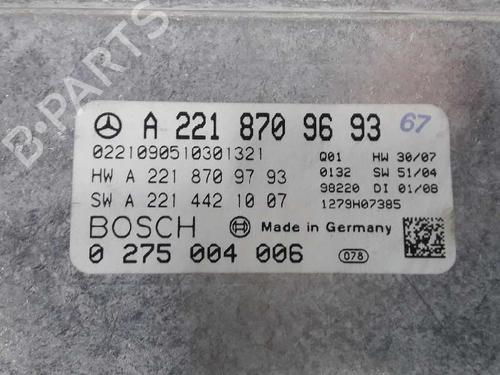 B-PARTS
A 221 870 96 93 67
0221090510301321
HW A 221 870 97 93
SW A 221 442 10 07
Q01 HW 30/07
0132 SW 51/04
98220 DI 01/08
1279H07385
BOSCH Made in Germany
0 275 004 006
078